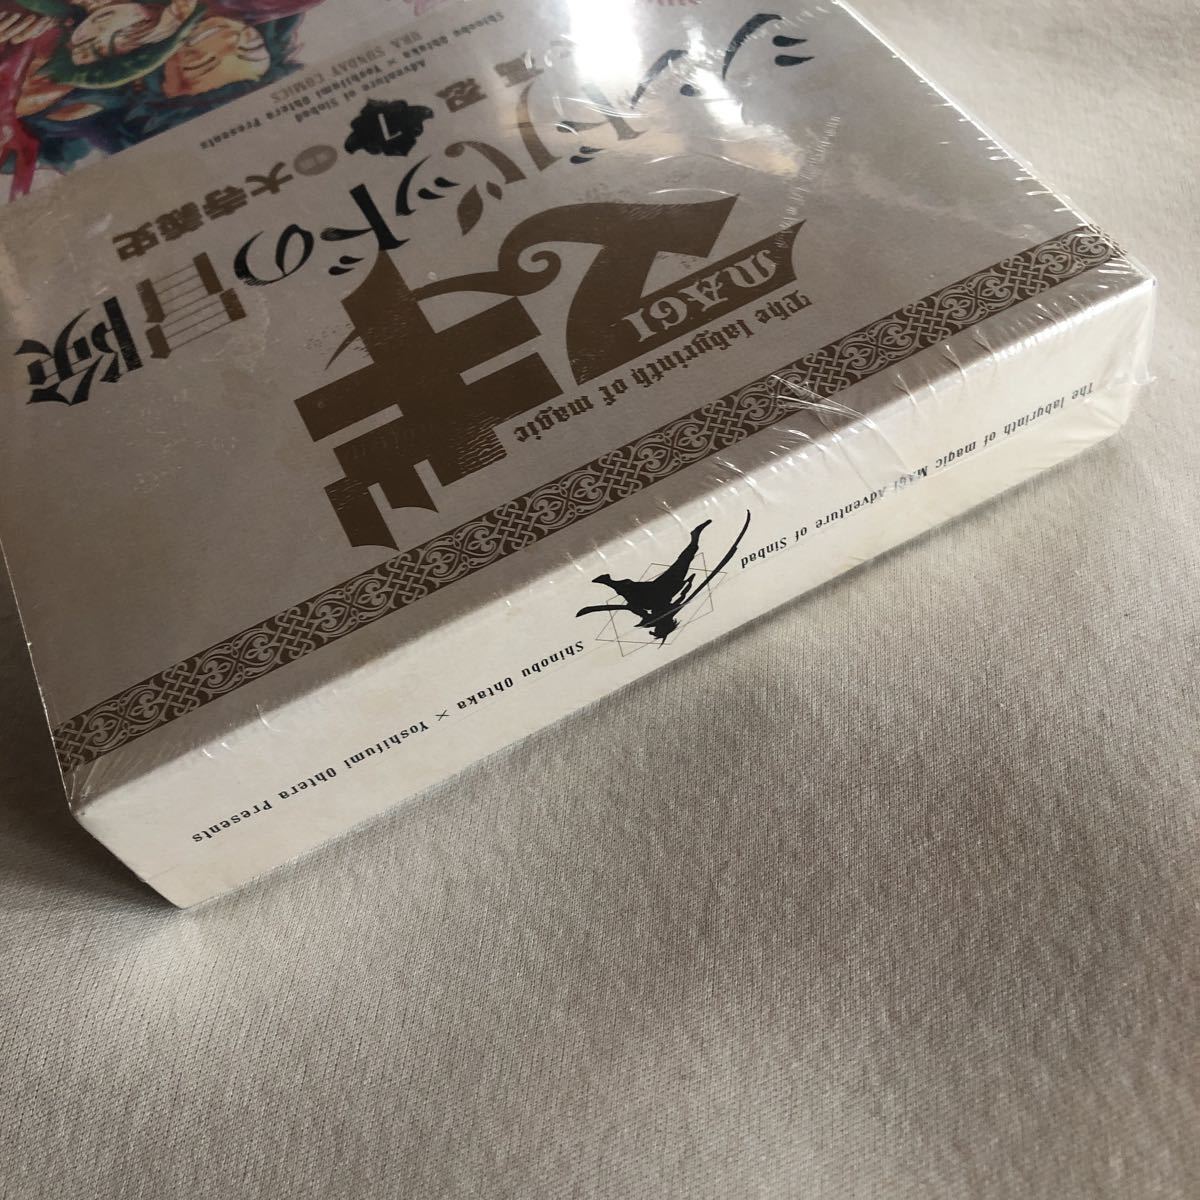 The labyrinth of magic
MAGI
マギ
シンドバッドの冒険
高 忍
大寺義史
7
Adventure of Sinbad
Shinobu Ohtaka × Yoshifumi Ohtera Presents
URA SUNDAY COMICS
The labyrinth of magic MAGI Adventure of Sinbad
Shinobu Ohtaka × Yoshifumi Ohtera Presents